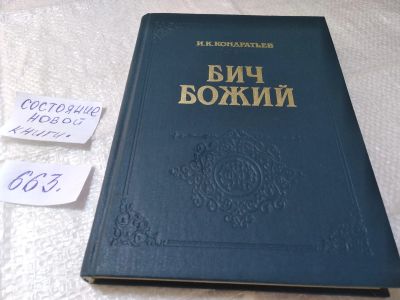 И.К. КОНДРАТЬЕВ
БИЧ
БОЖИЙ
СОСТОЯНИЕ
НОВОЙ
КНИГИ.
663.